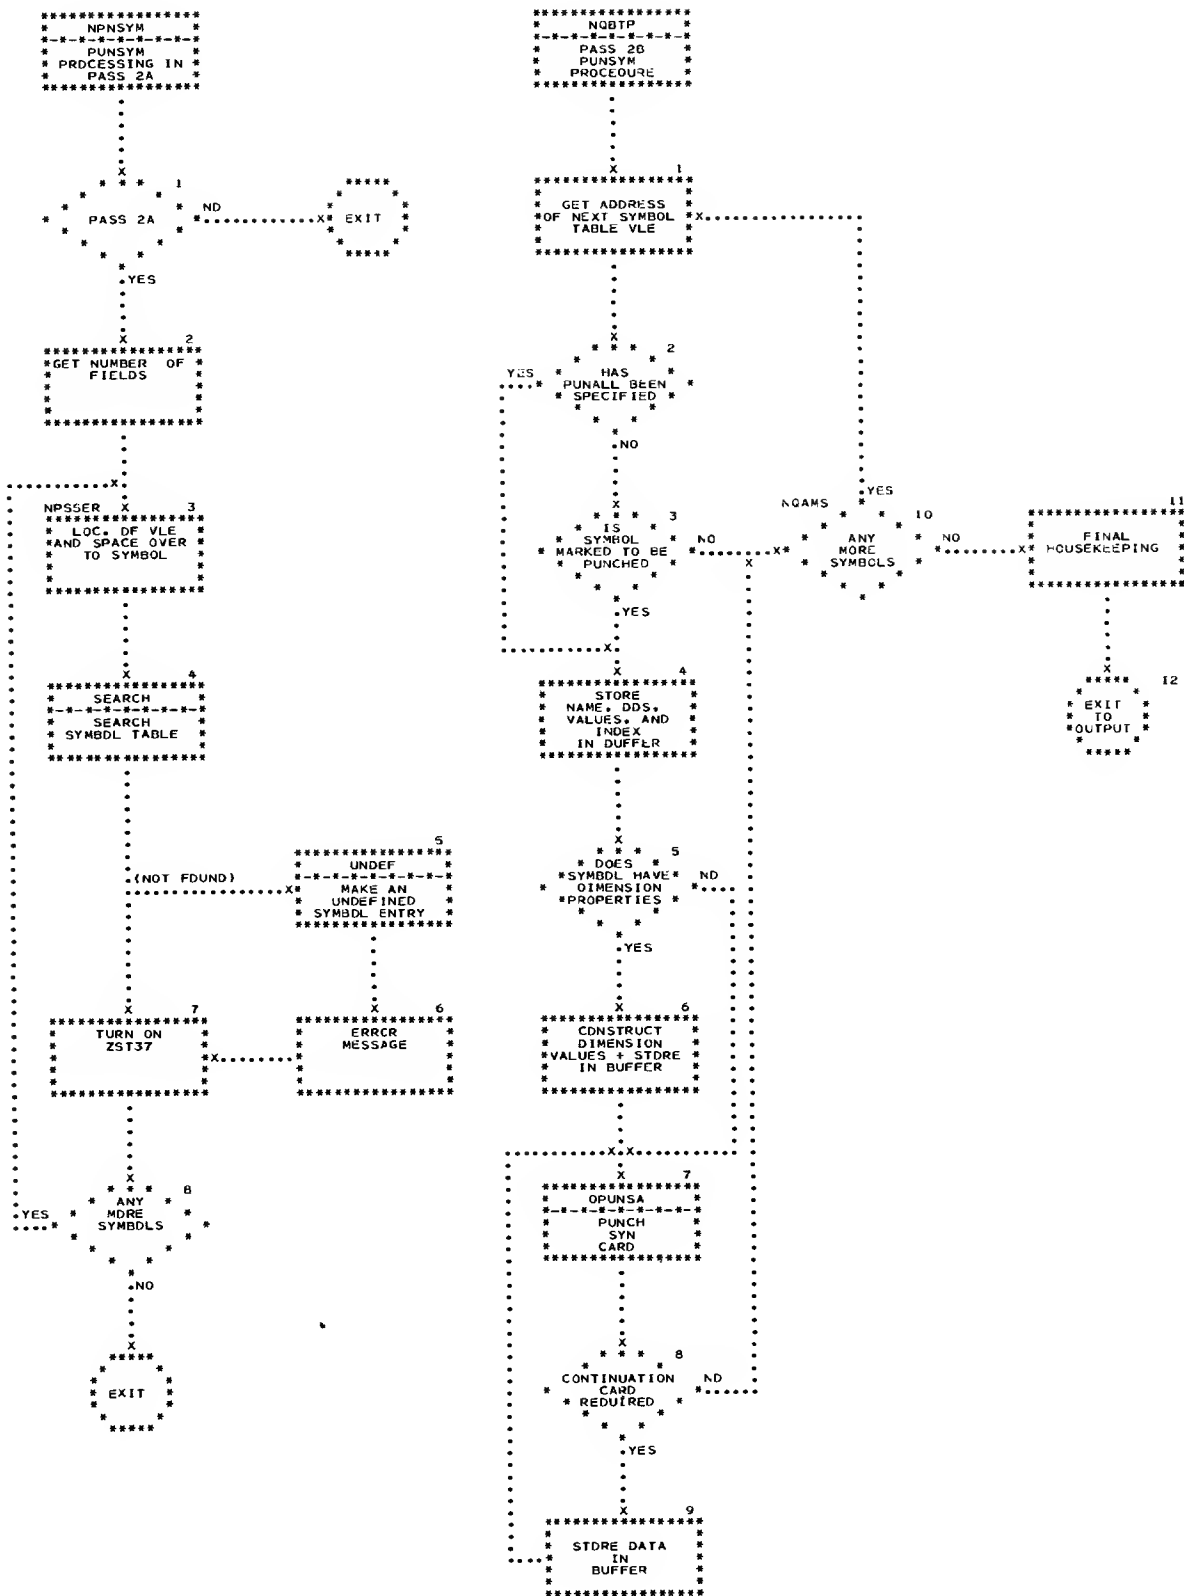 NPNSYM
PUNSYM
PROCESSING IN
PASS 2A
1
PASS 2A
NO
EXIT
YES
2
GET NUMBER OF
FIELDS
NPSSER
3
LOC. OF VLE
AND SPACE OVER
TO SYMBOL
4
SEARCH
SEARCH
SYMBOL TABLE
(NOT FOUND)
5
UNDEF
MAKE AN
UNDEFINED
SYMBOL ENTRY
6
ERROR
MESSAGE
7
TURN ON
ZST37
8
ANY
MORE
SYMBOLS
YES
NO
EXIT
NQBTP
PASS 2B
PUNSYM
PROCEDURE
1
GET ADDRESS
OF NEXT SYMBOL
TABLE VLE
2
HAS
PUNALL BEEN
SPECIFIED
YES
NO
3
IS
SYMBOL
MARKED TO BE
PUNCHED
NO
YES
4
STORE
NAME, DDS,
VALUES, AND
INDEX
IN BUFFER
5
DOES
SYMBOL HAVE
DIMENSION
PROPERTIES
NO
YES
6
CONSTRUCT
DIMENSION
VALUES + STORE
IN BUFFER
7
OPUNSA
PUNCH
SYN
CARD
8
CONTINUATION
CARD
REQUIRED
NO
YES
9
STORE DATA
IN
BUFFER
NQAMS
YES
10
ANY
MORE
SYMBOLS
NO
11
FINAL
HOUSEKEEPING
12
EXIT
TO
OUTPUT